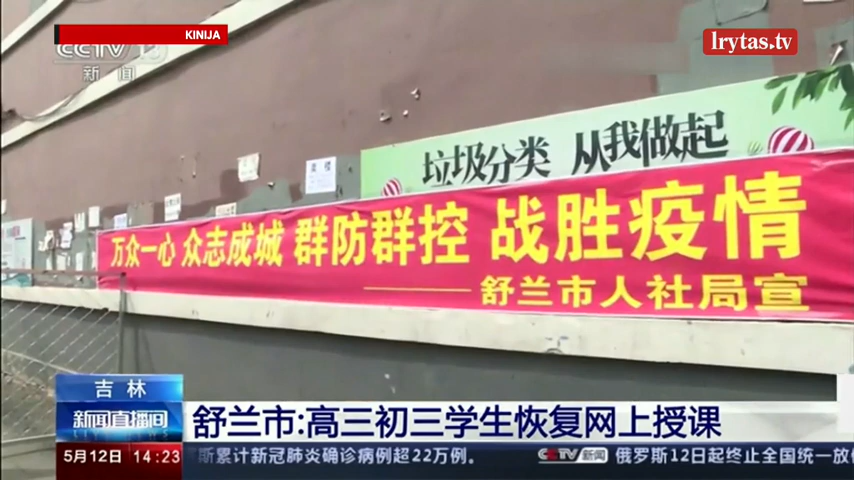 KINIJA
lrytas.tv
CCTV 13
新闻
垃圾分类 从我做起
万众一心 众志成城 群防群控 战胜疫情
舒兰市人社局宣
吉林
新闻直播间
舒兰市:高三初三学生恢复网上授课
5月12日 14:23
斯累计新冠肺炎确诊病例超22万例。 CCTV新闻 俄罗斯12日起终止全国统一放